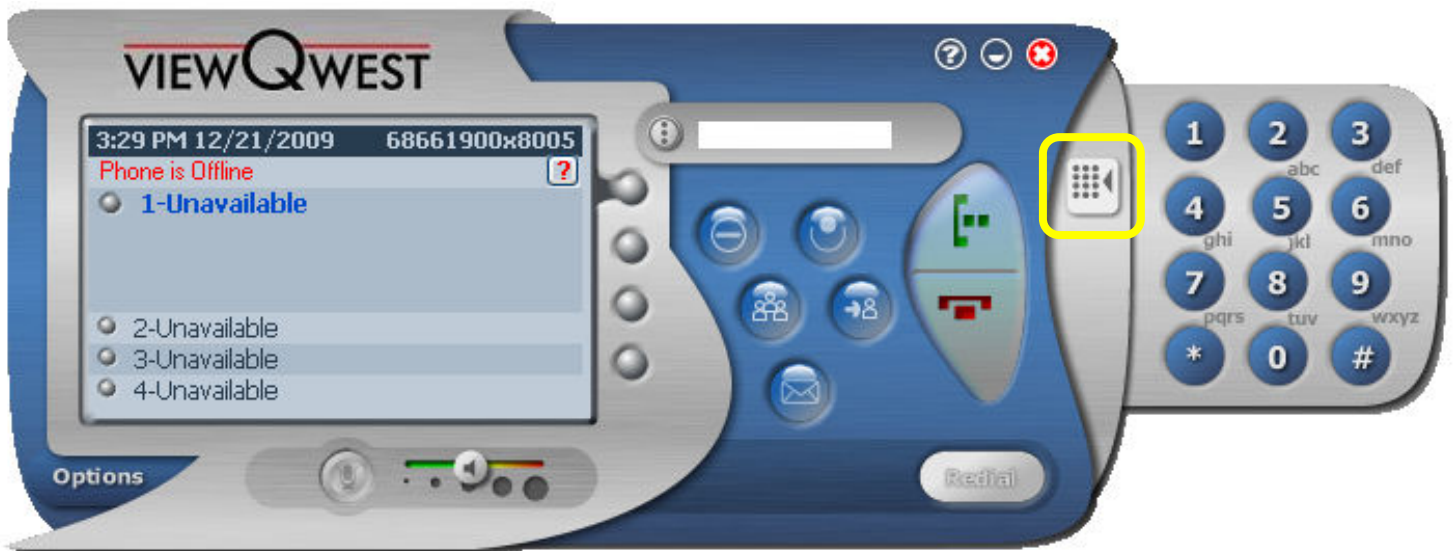 VIEWQWEST
3:29 PM 12/21/2009 68661900x8005
Phone is Offline ?
1-Unavailable
2-Unavailable
3-Unavailable
4-Unavailable
Options
?
Redial
1 2 3
abc def
4 5 6
ghi jkl mno
7 8 9
pqrs tuv wxyz
* 0 #